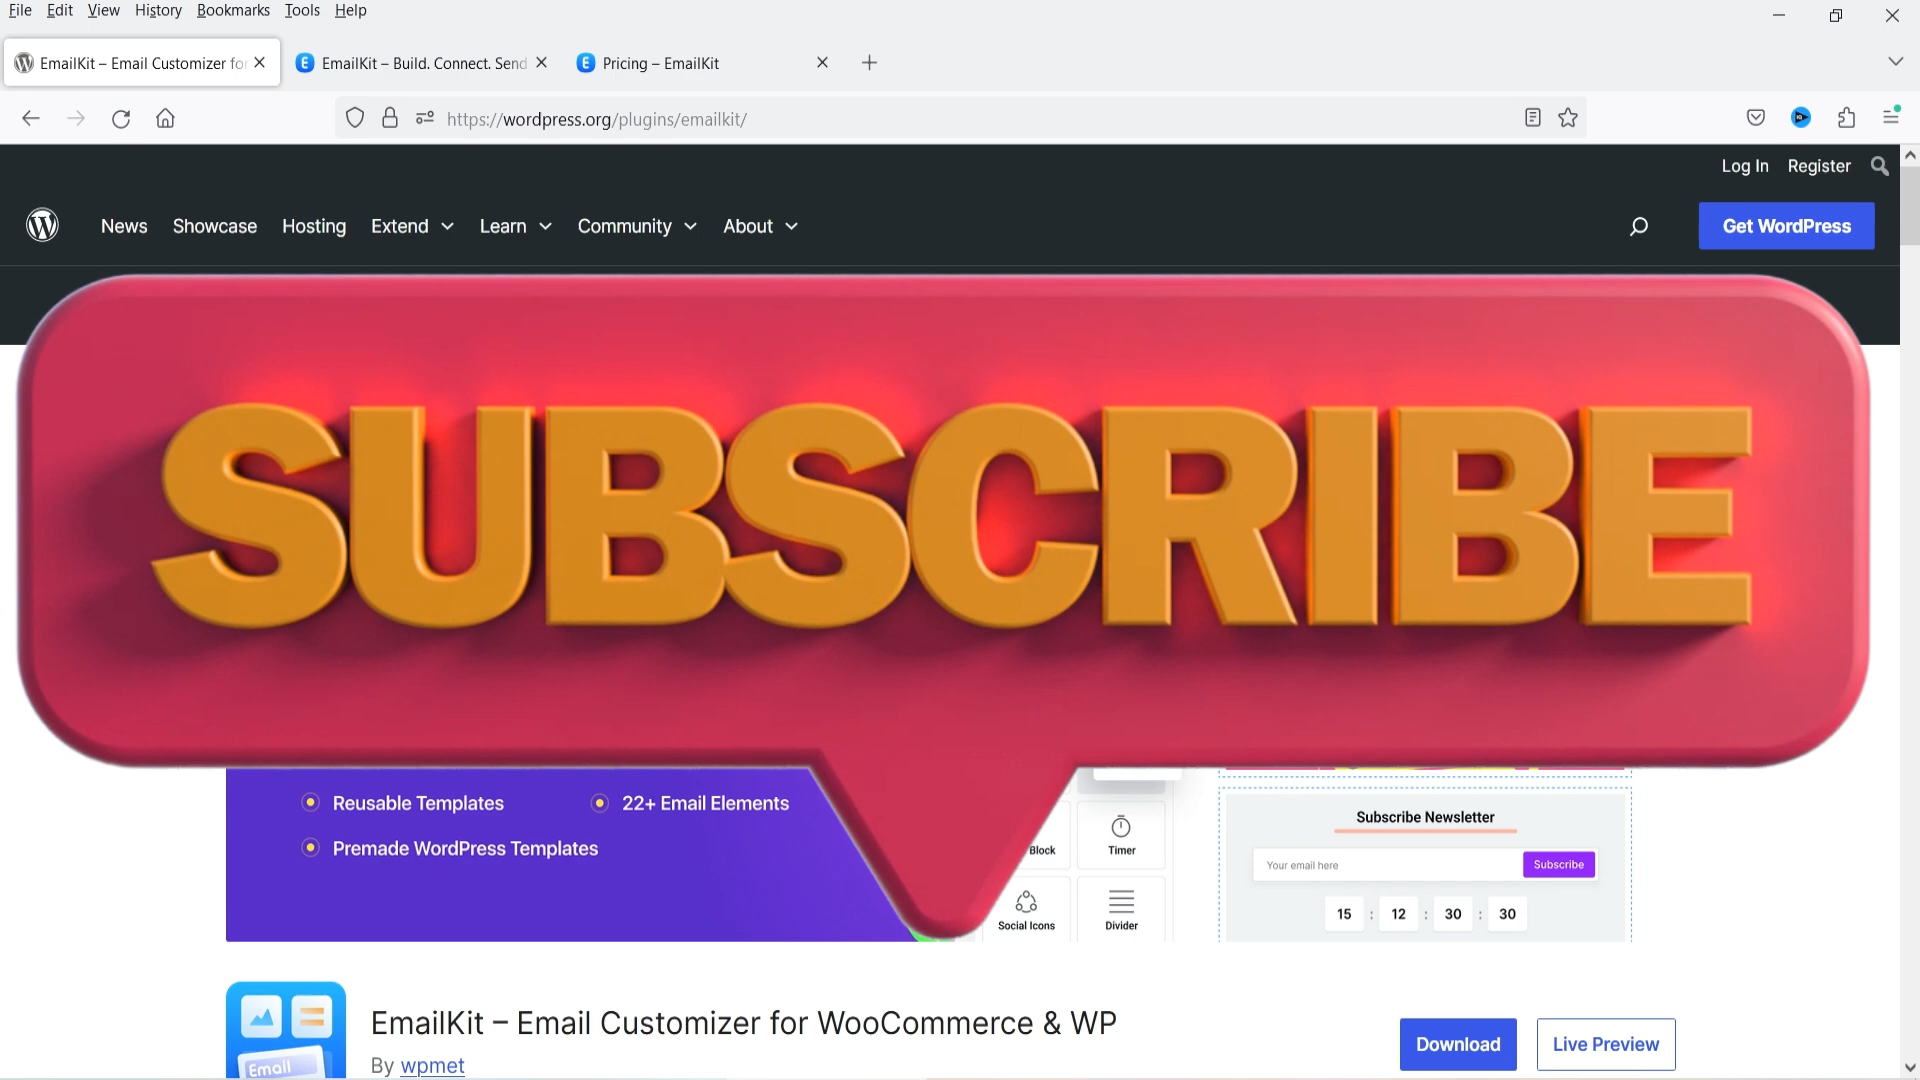 File Edit View History Bookmarks Tools Help
EmailKit – Email Customizer for
EmailKit – Build. Connect. Send
Pricing – EmailKit
https://wordpress.org/plugins/emailkit/
Log In Register
News Showcase Hosting Extend Learn Community About
Get WordPress
SUBSCRIBE
Reusable Templates
22+ Email Elements
Premade WordPress Templates
Block
Timer
Social Icons
Divider
Subscribe Newsletter
Your email here
Subscribe
15 : 12 : 30 : 30
EmailKit – Email Customizer for WooCommerce & WP
By wpmet
Email
Download
Live Preview